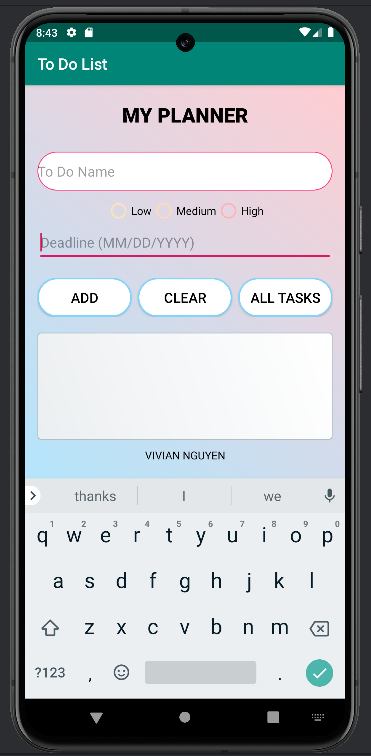 8:43
To Do List
MY PLANNER
To Do Name
Low Medium High
Deadline (MM/DD/YYYY)
ADD CLEAR ALL TASKS
VIVIAN NGUYEN
thanks I we
1 2 3 4 5 6 7 8 9 0
q w e r t y u i o p
a s d f g h j k l
z x c v b n m
?123 , .